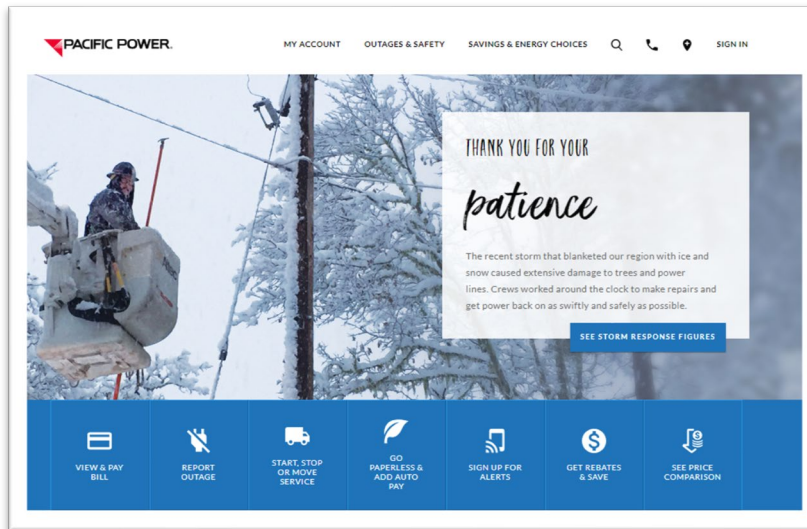 PACIFIC POWER.
MY ACCOUNT OUTAGES & SAFETY SAVINGS & ENERGY CHOICES SIGN IN
THANK YOU FOR YOUR
patience
The recent storm that blanketed our region with ice and
snow caused extensive damage to trees and power
lines. Crews worked around the clock to make repairs and
get power back on as swiftly and safely as possible.
SEE STORM RESPONSE FIGURES
VIEW & PAY
BILL
REPORT
OUTAGE
START, STOP
OR MOVE
SERVICE
GO
PAPERLESS &
ADD AUTO
PAY
SIGN UP FOR
ALERTS
GET REBATES
& SAVE
SEE PRICE
COMPARISON